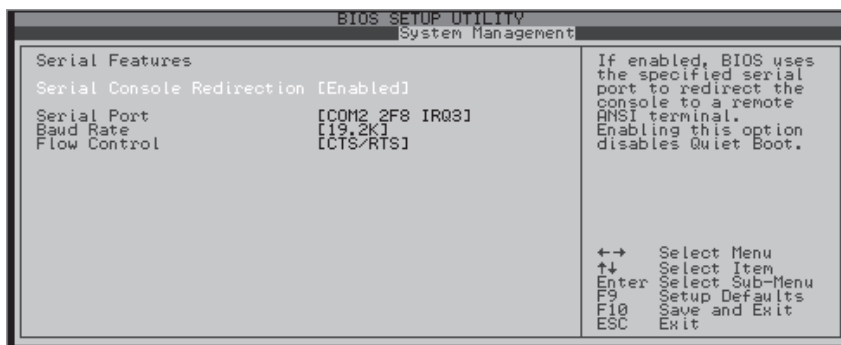 BIOS SETUP UTILITY
System Management
Serial Features
Serial Console Redirection [Enabled]
Serial Port [COM2 2F8 IRQ3]
Baud Rate [19.2K]
Flow Control [CTS/RTS]
If enabled, BIOS uses
the specified serial
port to redirect the
console to a remote
ANSI terminal.
Enabling this option
disables Quiet Boot.
←→ Select Menu
↑↓ Select Item
Enter Select Sub-Menu
F9 Setup Defaults
F10 Save and Exit
ESC Exit